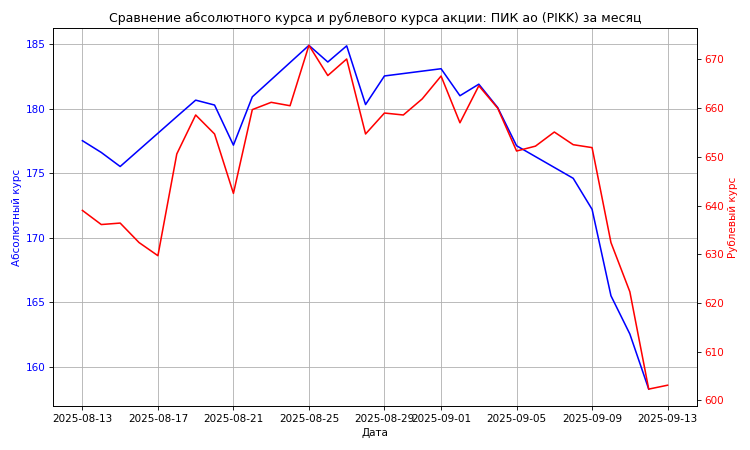 Сравнение абсолютного курса и рублевого курса акции: ПИК ао (PIKK) за месяц
Абсолютный курс
185
180
175
170
165
160
670
660
650
640
630
620
610
600
Рублевый курс
2025-08-13 2025-08-17 2025-08-21 2025-08-25 2025-08-29 2025-09-01 2025-09-05 2025-09-09 2025-09-13
Дата